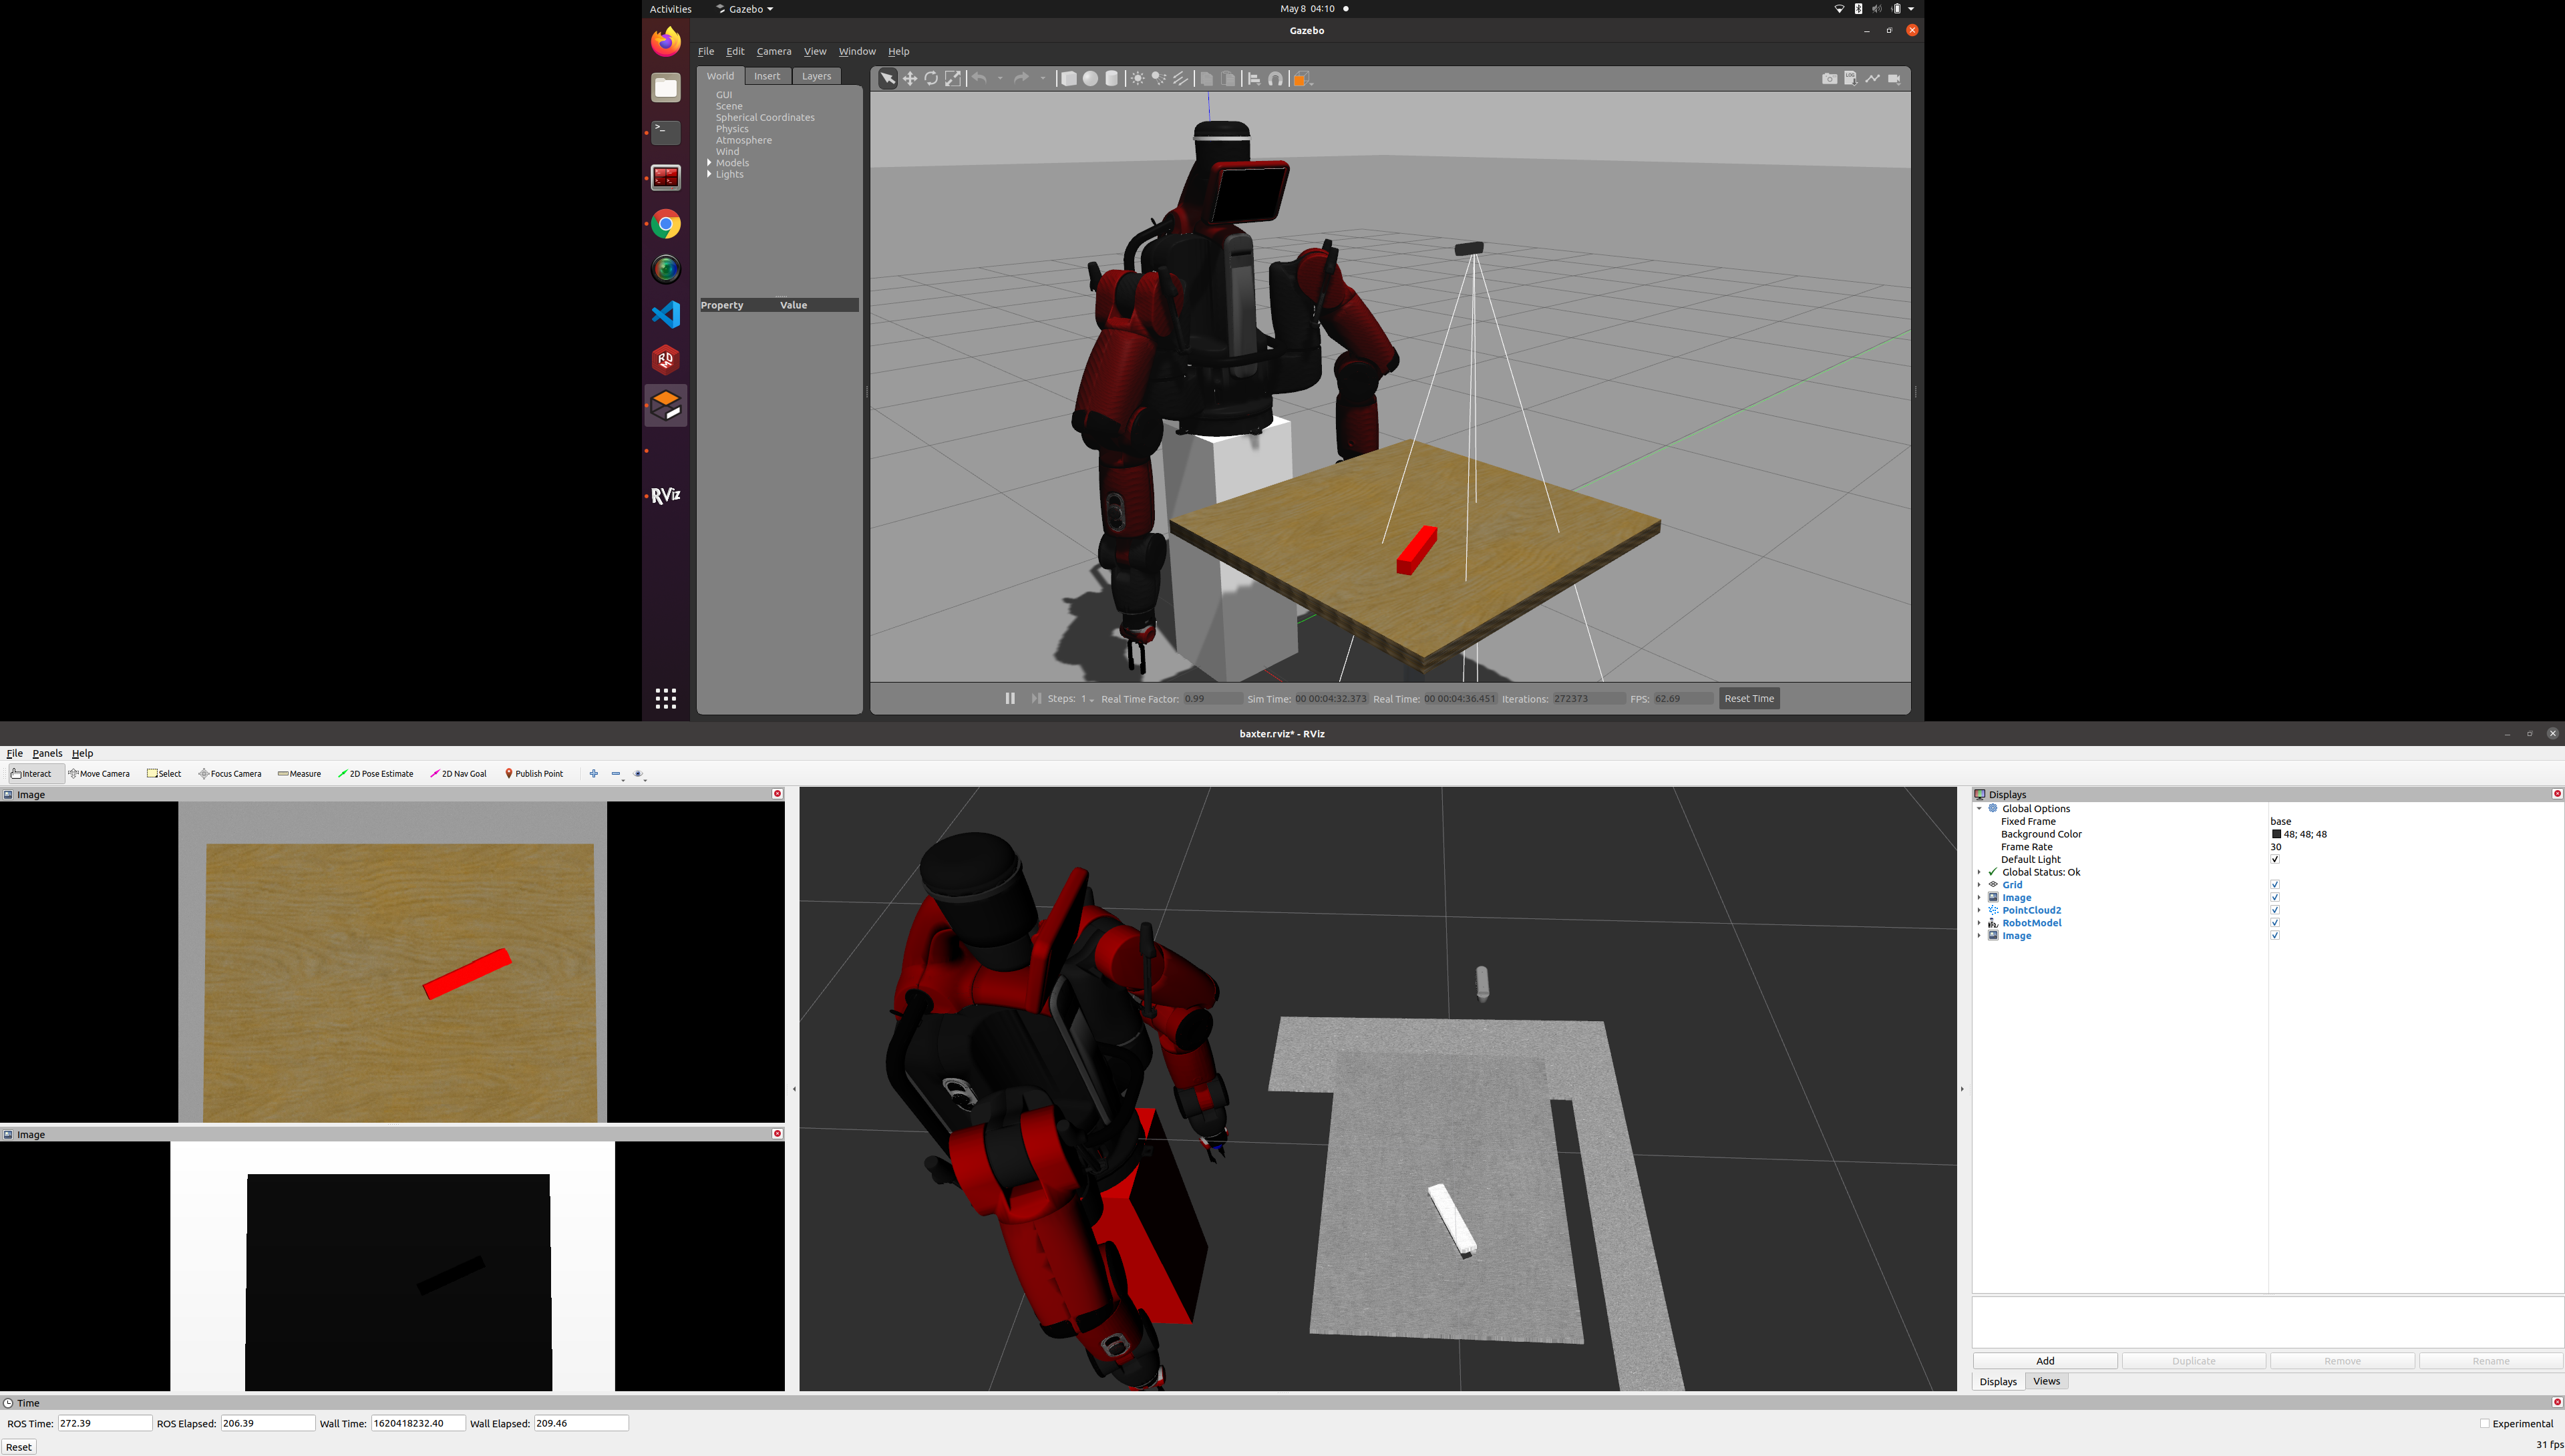 Activities Gazebo May 8 04:10
Gazebo
File Edit Camera View Window Help
World Insert Layers
GUI
Scene
Spherical Coordinates
Physics
Atmosphere
Wind
Models
Lights
Property Value
RViz
Steps: 1 Real Time Factor: 0.99 Sim Time: 00 00:04:32.373 Real Time: 00 00:04:36.451 Iterations: 272373 FPS: 62.69 Reset Time
baxter.rviz* - RViz
File Panels Help
Interact Move Camera Select Focus Camera Measure 2D Pose Estimate 2D Nav Goal Publish Point
Image
Image
Displays
Global Options
Fixed Frame base
Background Color 48; 48; 48
Frame Rate 30
Default Light
Global Status: Ok
Grid
Image
PointCloud2
RobotModel
Image
Add Duplicate Remove Rename
Displays Views
Time
ROS Time: 272.39 ROS Elapsed: 206.39 Wall Time: 1620418232.40 Wall Elapsed: 209.46 Experimental
Reset 31 fps